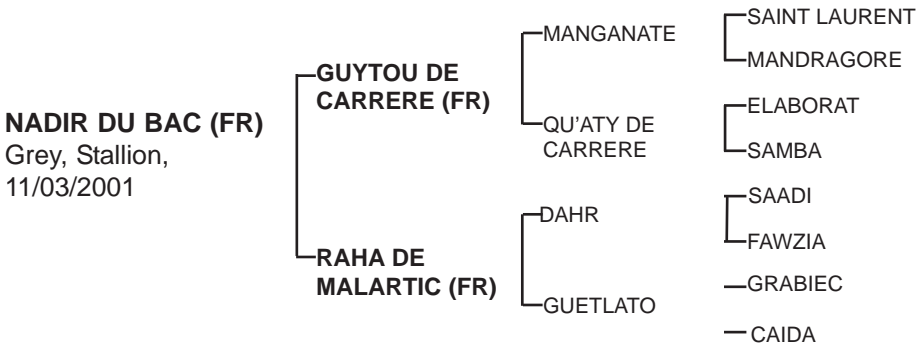 NADIR DU BAC (FR)
Grey, Stallion,
11/03/2001
GUYTOU DE
CARRERE (FR)
RAHA DE
MALARTIC (FR)
MANGANATE
QU'ATY DE
CARRERE
DAHR
GUETLATO
SAINT LAURENT
MANDRAGORE
ELABORAT
SAMBA
SAADI
FAWZIA
GRABIEC
CAIDA